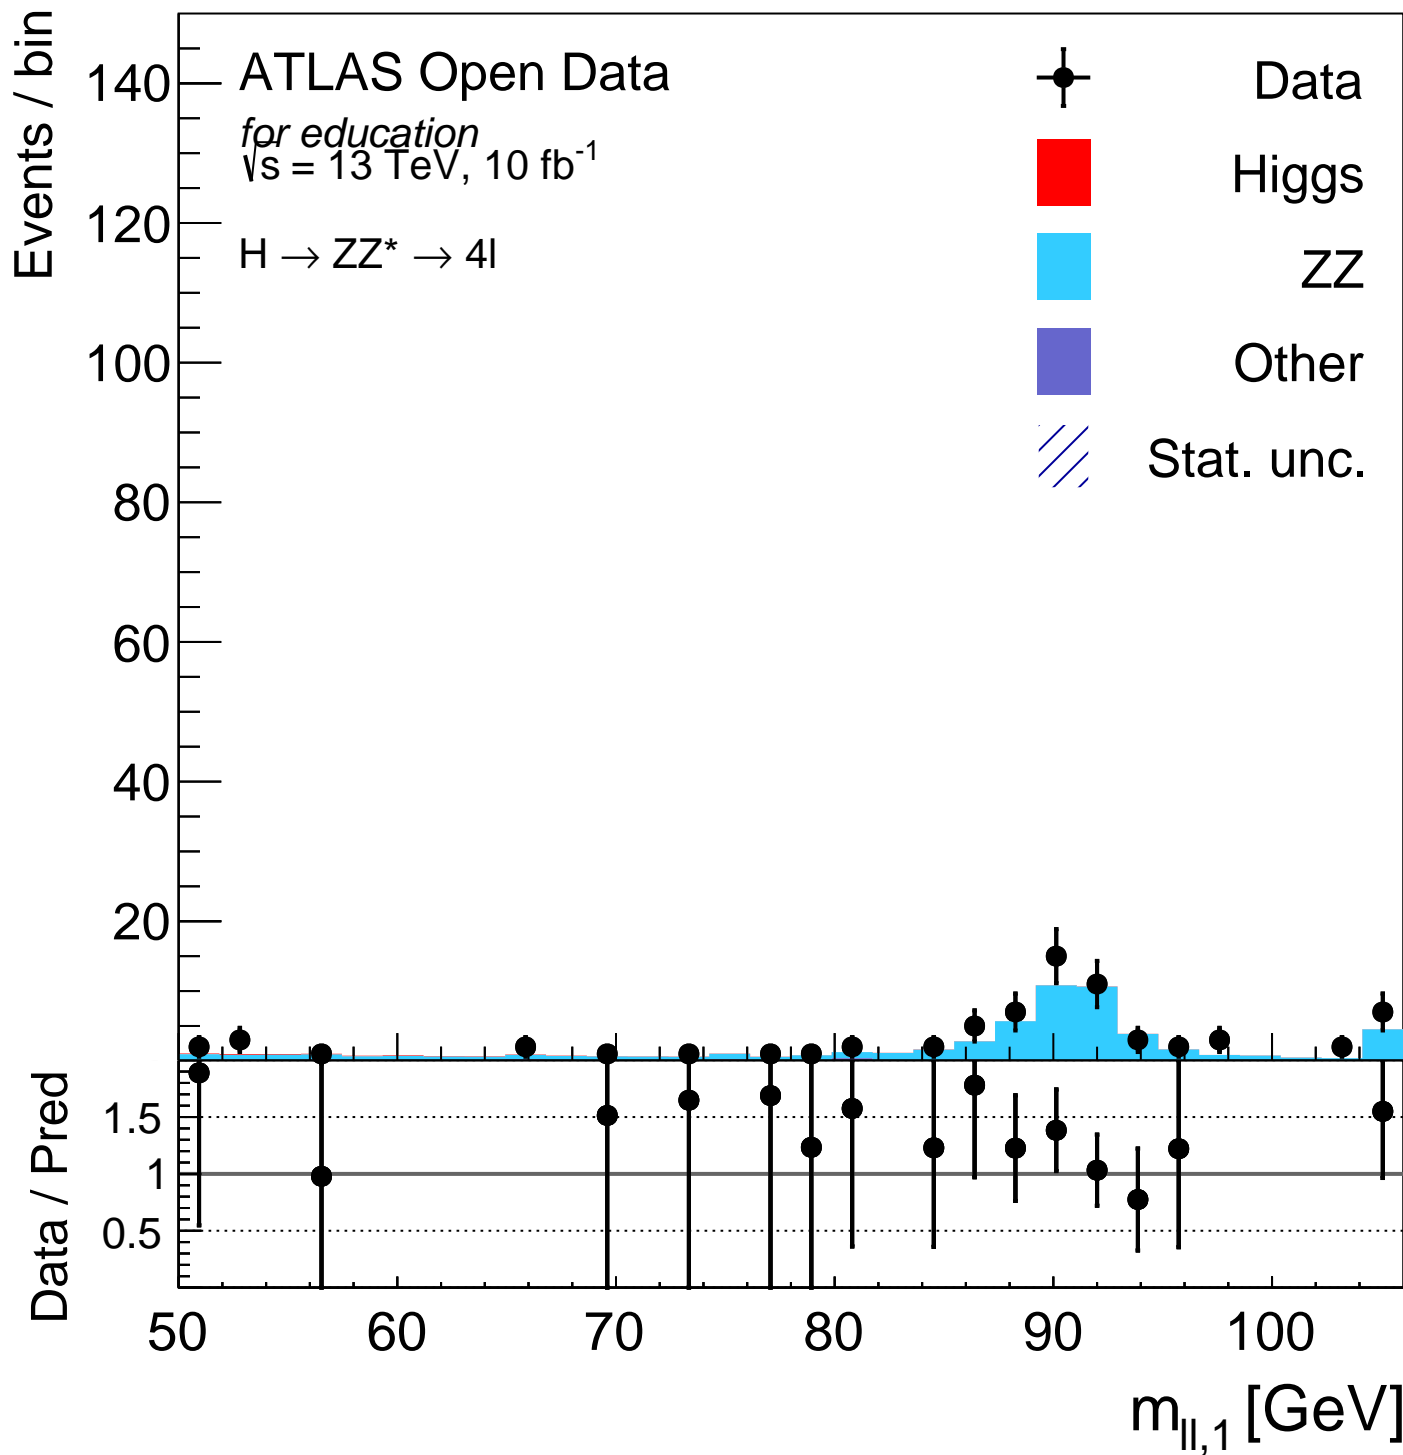 Events / bin
140
120
100
80
60
40
20
ATLAS Open Data
for education
√s = 13 TeV, 10 fb⁻¹
H → ZZ* → 4l
Data
Higgs
ZZ
Other
Stat. unc.
Data / Pred
1.5
1
0.5
50 60 70 80 90 100
m_ll,1 [GeV]